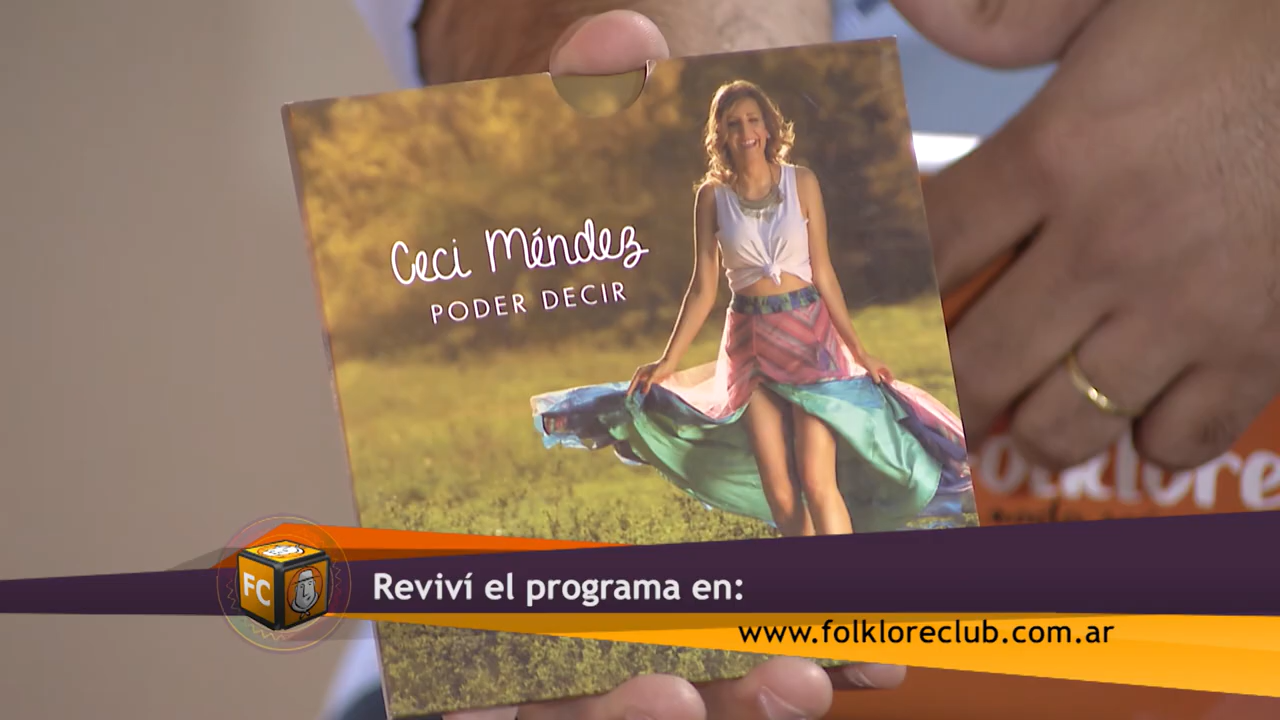 Ceci Méndez
PODER DECIR
folklore
FC
Reviví el programa en:
www.folkloreclub.com.ar